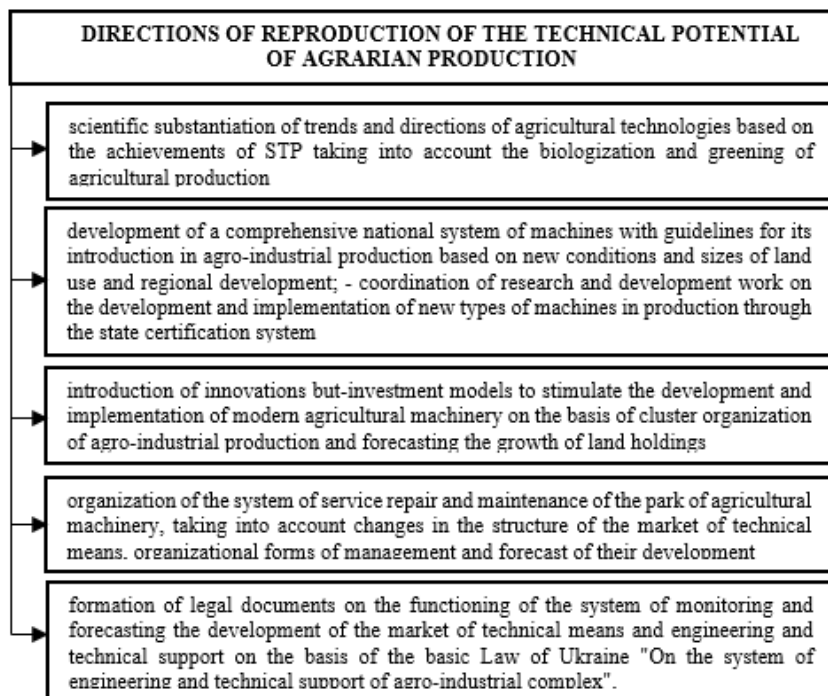 DIRECTIONS OF REPRODUCTION OF THE TECHNICAL POTENTIAL
OF AGRARIAN PRODUCTION
scientific substantiation of trends and directions of agricultural technologies based on
the achievements of STP taking into account the biologization and greening of
agricultural production
development of a comprehensive national system of machines with guidelines for its
introduction in agro-industrial production based on new conditions and sizes of land
use and regional development; - coordination of research and development work on
the development and implementation of new types of machines in production through
the state certification system
introduction of innovations but-investment models to stimulate the development and
implementation of modern agricultural machinery on the basis of cluster organization
of agro-industrial production and forecasting the growth of land holdings
organization of the system of service repair and maintenance of the park of agricultural
machinery, taking into account changes in the structure of the market of technical
means, organizational forms of management and forecast of their development
formation of legal documents on the functioning of the system of monitoring and
forecasting the development of the market of technical means and engineering and
technical support on the basis of the basic Law of Ukraine "On the system of
engineering and technical support of agro-industrial complex".